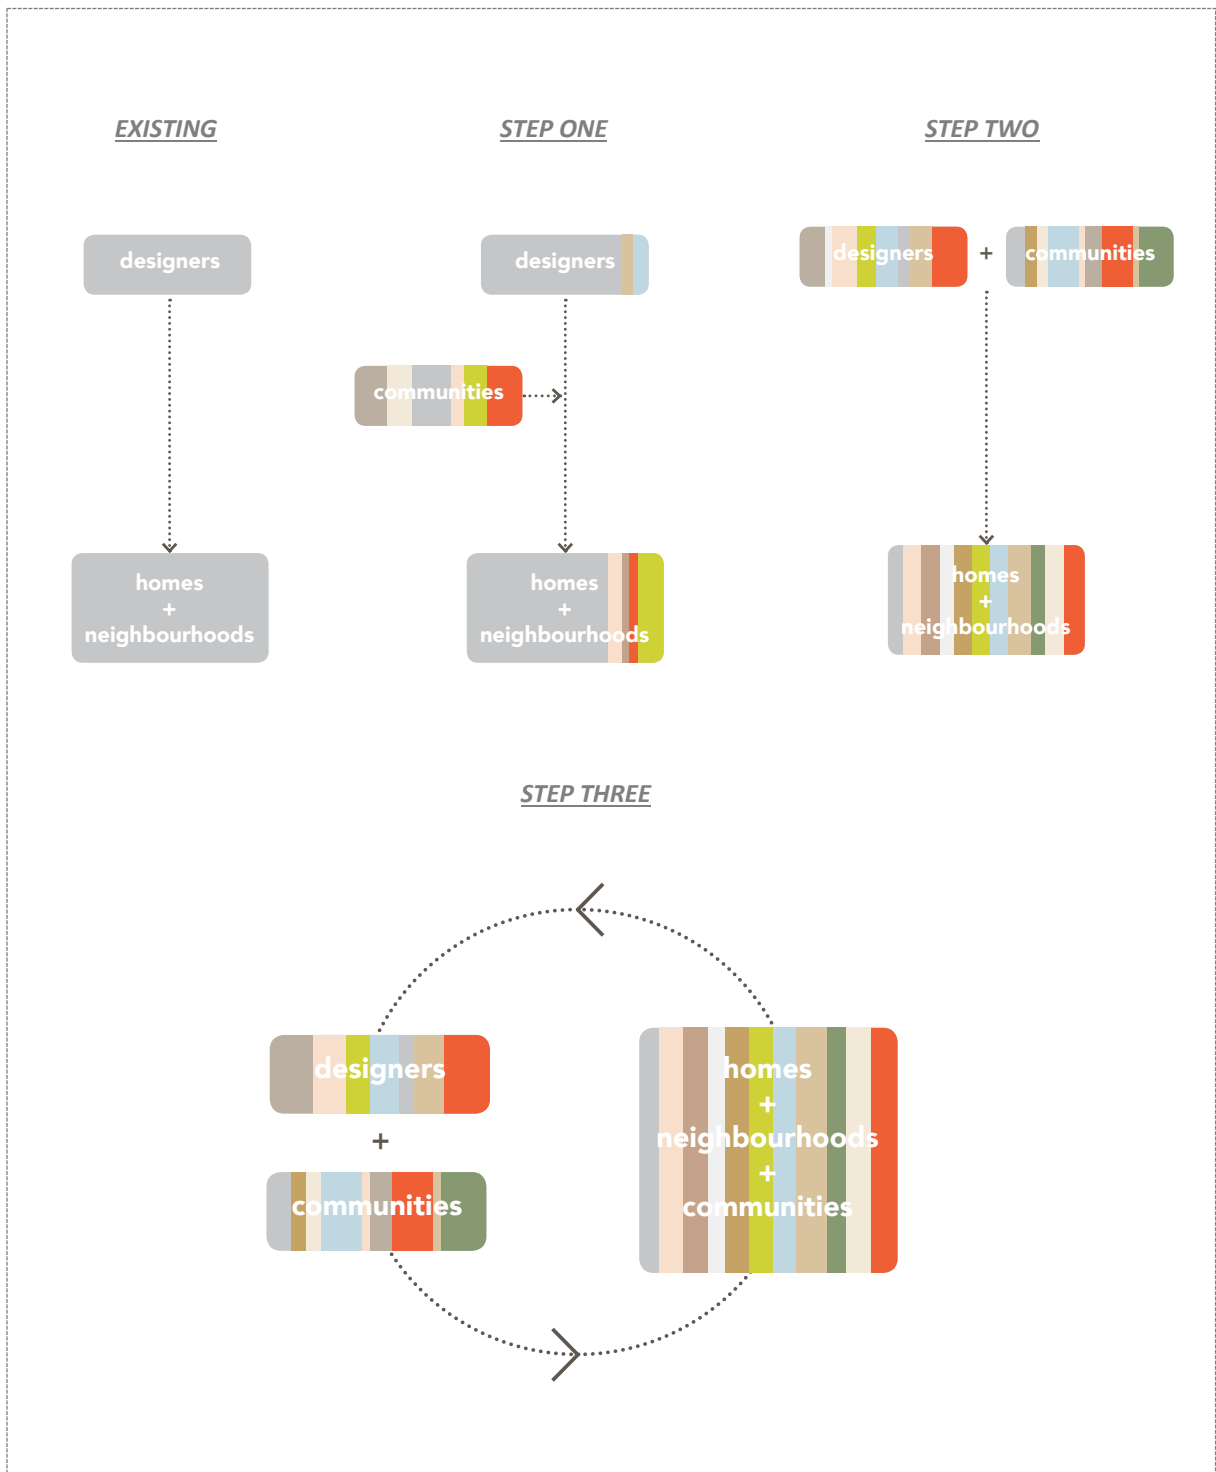 EXISTING
designers
homes
+
neighbourhoods
STEP ONE
designers
communities
homes
+
neighbourhoods
STEP TWO
designers + communities
homes
+
neighbourhoods
STEP THREE
designers
+
communities
homes
+
neighbourhoods
+
communities